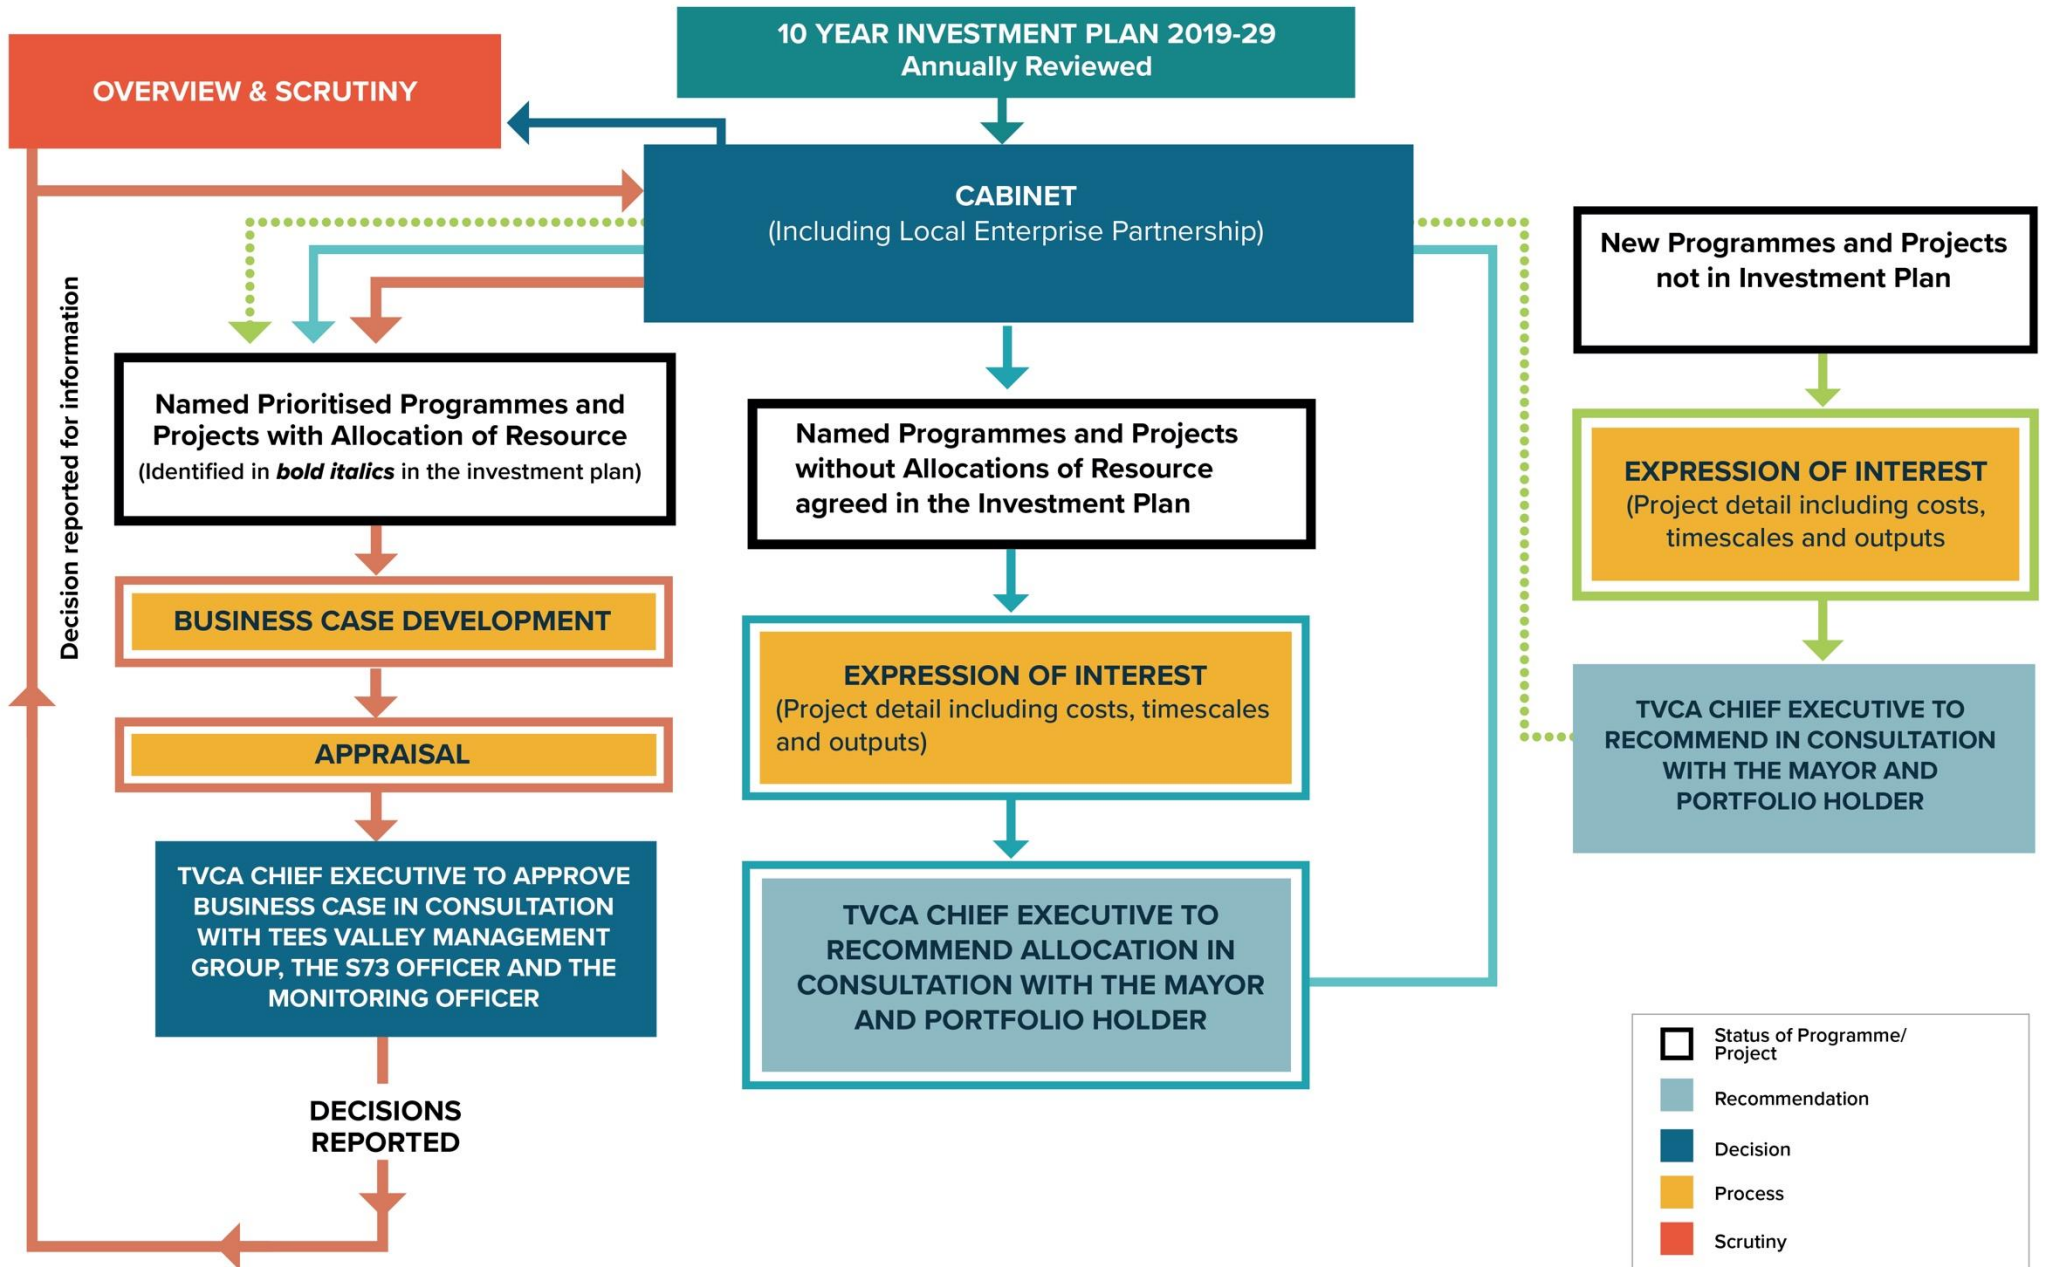 10 YEAR INVESTMENT PLAN 2019-29
Annually Reviewed
OVERVIEW & SCRUTINY
CABINET
(Including Local Enterprise Partnership)
New Programmes and Projects
not in Investment Plan
Decision reported for information
Named Prioritised Programmes and
Projects with Allocation of Resource
(Identified in bold italics in the investment plan)
Named Programmes and Projects
without Allocations of Resource
agreed in the Investment Plan
EXPRESSION OF INTEREST
(Project detail including costs,
timescales and outputs
BUSINESS CASE DEVELOPMENT
EXPRESSION OF INTEREST
(Project detail including costs, timescales
and outputs)
TVCA CHIEF EXECUTIVE TO
RECOMMEND IN CONSULTATION
WITH THE MAYOR AND
PORTFOLIO HOLDER
APPRAISAL
TVCA CHIEF EXECUTIVE TO APPROVE
BUSINESS CASE IN CONSULTATION
WITH TEES VALLEY MANAGEMENT
GROUP, THE S73 OFFICER AND THE
MONITORING OFFICER
TVCA CHIEF EXECUTIVE TO
RECOMMEND ALLOCATION IN
CONSULTATION WITH THE MAYOR
AND PORTFOLIO HOLDER
DECISIONS
REPORTED
Status of Programme/
Project
Recommendation
Decision
Process
Scrutiny